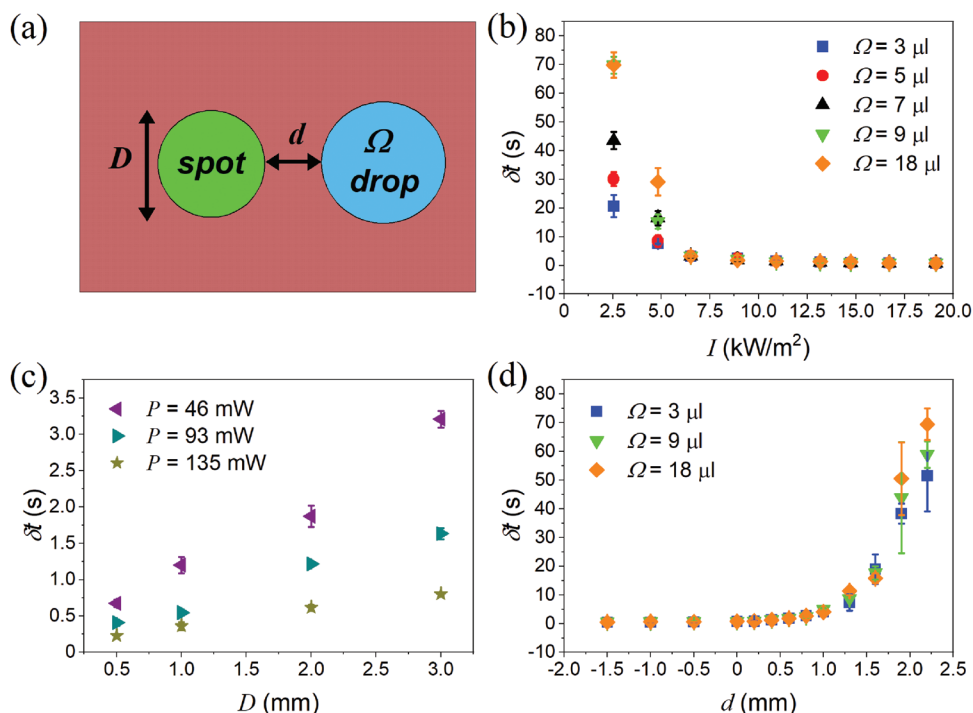 (a)
D
spot
d
Ω
drop
(b)
80
70
60
50
40
30
20
10
0
-10
δt (s)
Ω = 3 μl
Ω = 5 μl
Ω = 7 μl
Ω = 9 μl
Ω = 18 μl
0.0 2.5 5.0 7.5 10.0 12.5 15.0 17.5 20.0
I (kW/m²)
(c)
3.5
3.0
2.5
2.0
1.5
1.0
0.5
0
δt (s)
P = 46 mW
P = 93 mW
P = 135 mW
0.5 1.0 1.5 2.0 2.5 3.0
D (mm)
(d)
80
70
60
50
40
30
20
10
0
-10
δt (s)
Ω = 3 μl
Ω = 9 μl
Ω = 18 μl
-2.0 -1.5 -1.0 -0.5 0 0.5 1.0 1.5 2.0 2.5
d (mm)